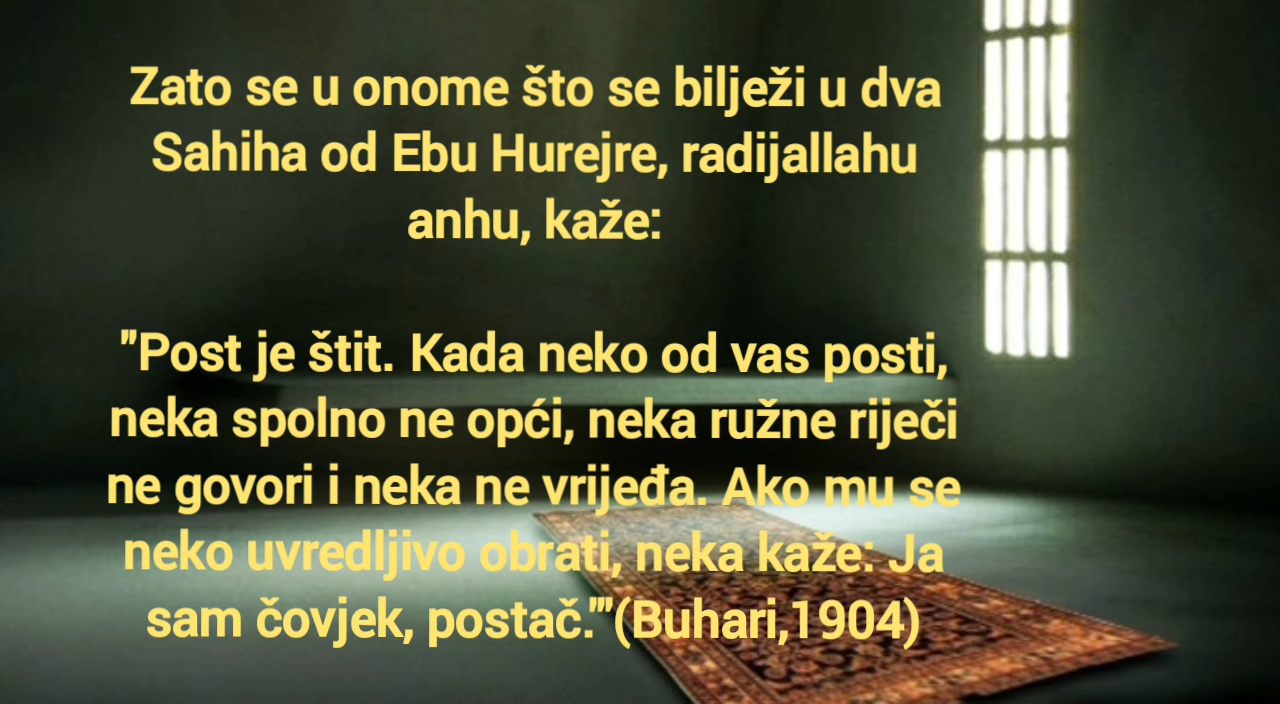 Zato se u onome što se bilježi u dva
Sahiha od Ebu Hurejre, radijallahu
anhu, kaže:
"Post je štit. Kada neko od vas posti,
neka spolno ne opći, neka ružne riječi
ne govori i neka ne vrijeđa. Ako mu se
neko uvredljivo obrati, neka kaže: Ja
sam čovjek, postač.'"(Buhari,1904)